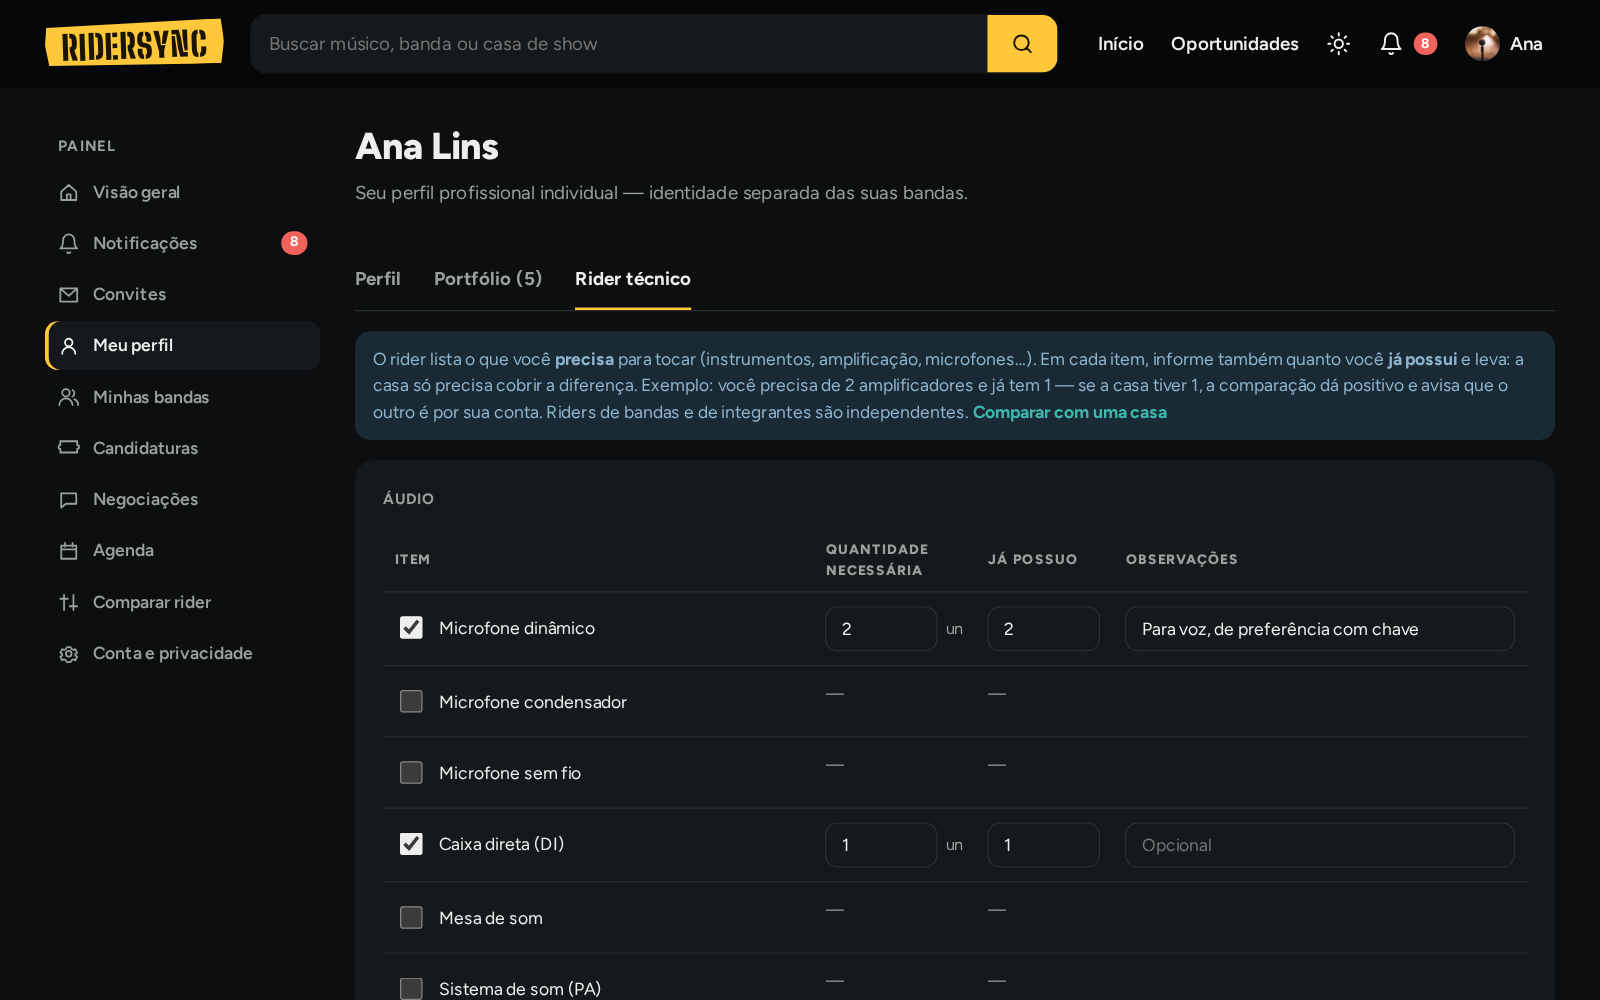 RIDERSYNC
Buscar músico, banda ou casa de show
Início
Oportunidades
8
Ana
PAINEL
Visão geral
Notificações
8
Convites
Meu perfil
Minhas bandas
Candidaturas
Negociações
Agenda
Comparar rider
Conta e privacidade
Ana Lins
Seu perfil profissional individual — identidade separada das suas bandas.
Perfil
Portfólio (5)
Rider técnico
O rider lista o que você precisa para tocar (instrumentos, amplificação, microfones...). Em cada item, informe também quanto você já possui e leva: a
casa só precisa cobrir a diferença. Exemplo: você precisa de 2 amplificadores e já tem 1 — se a casa tiver 1, a comparação dá positivo e avisa que o
outro é por sua conta. Riders de bandas e de integrantes são independentes. Comparar com uma casa
ÁUDIO
ITEM
QUANTIDADE
NECESSÁRIA
JÁ POSSUO
OBSERVAÇÕES
Microfone dinâmico
2
un
2
Para voz, de preferência com chave
Microfone condensador
—
—
Microfone sem fio
—
—
Caixa direta (DI)
1
un
1
Opcional
Mesa de som
—
—
Sistema de som (PA)
—
—